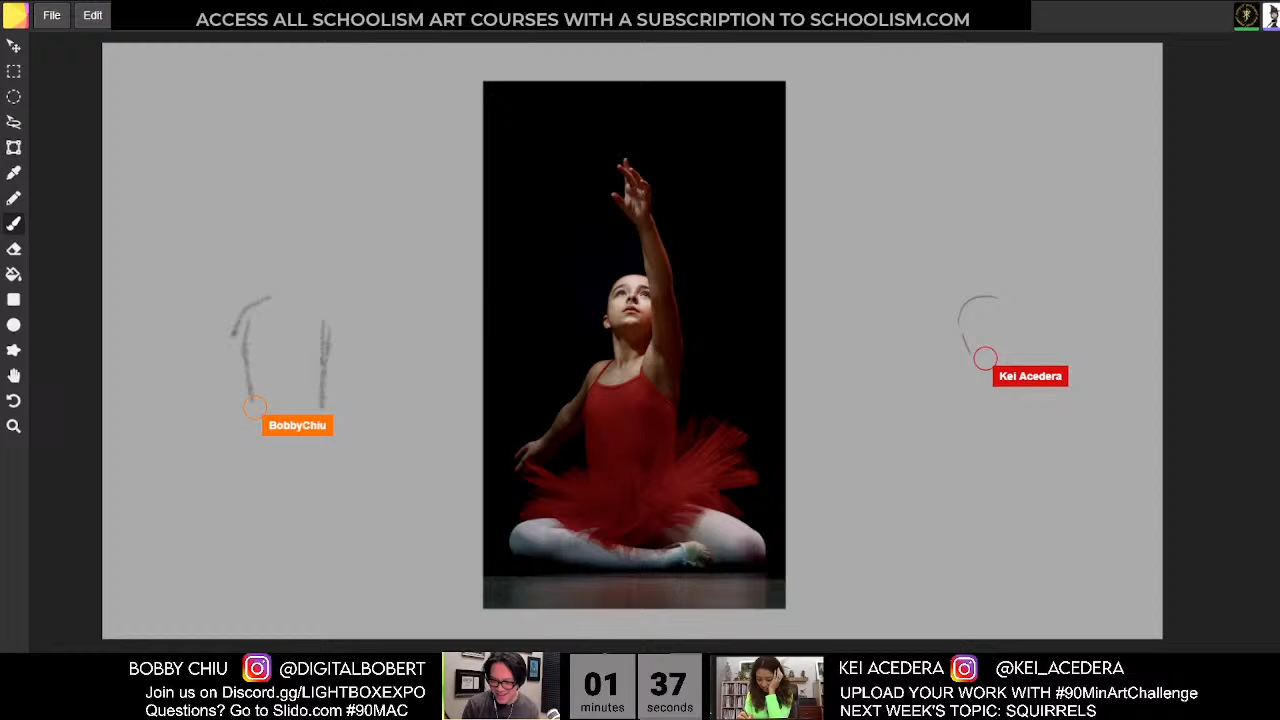 ACCESS ALL SCHOOLISM ART COURSES WITH A SUBSCRIPTION TO SCHOOLISM.COM
File Edit
Kei Acedera
BobbyChiu
BOBBY CHIU @DIGITALBOBERT
Join us on Discord.gg/LIGHTBOXEXPO
Questions? Go to Slido.com #90MAC
01 37
minutes seconds
KEI ACEDERA @KEI_ACEDERA
UPLOAD YOUR WORK WITH #90MinArtChallenge
NEXT WEEK'S TOPIC: SQUIRRELS